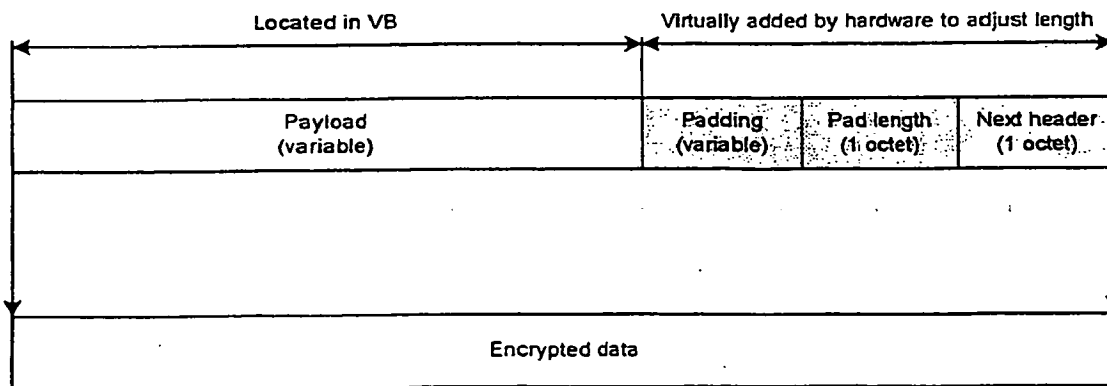 Located in VB
Virtually added by hardware to adjust length
Payload
(variable)
Padding
(variable)
Pad length
(1 octet)
Next header
(1 octet)
Encrypted data